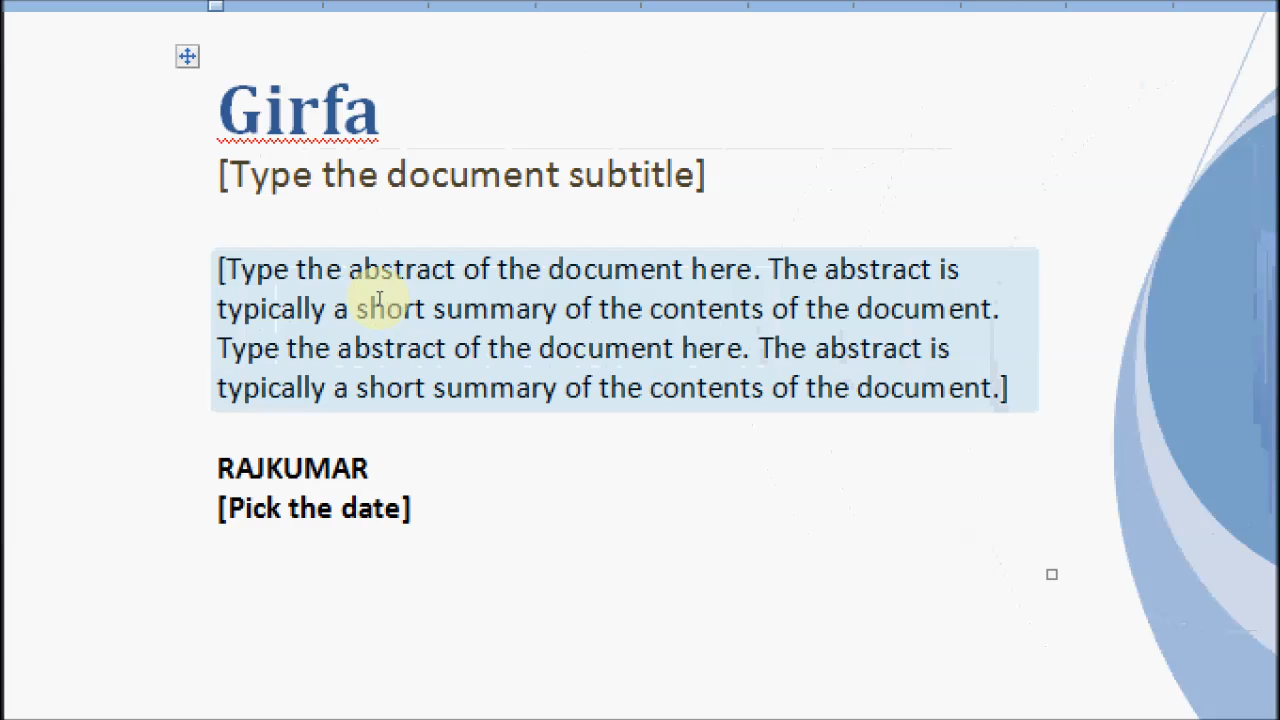 Girfa
[Type the document subtitle]
[Type the abstract of the document here. The abstract is
typically a short summary of the contents of the document.
Type the abstract of the document here. The abstract is
typically a short summary of the contents of the document.]
RAJKUMAR
[Pick the date]